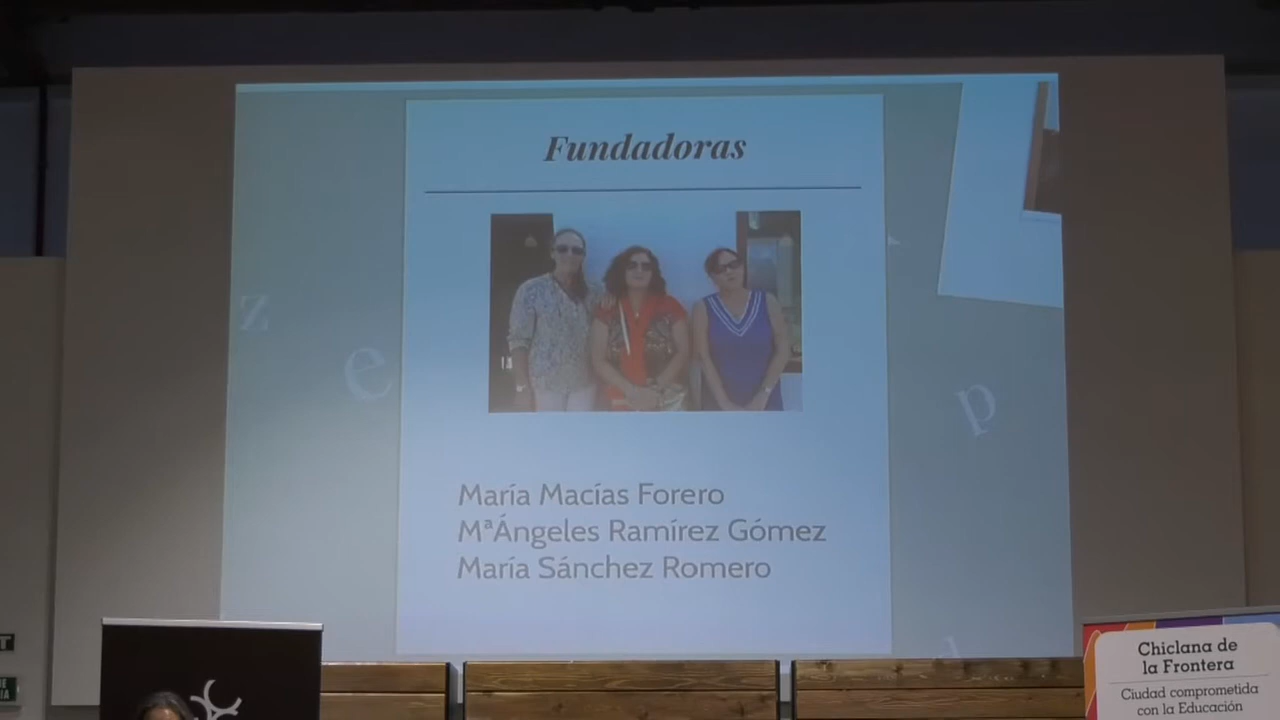 Fundadoras
z
e
p
María Macías Forero
MªÁngeles Ramírez Gómez
María Sánchez Romero
Chiclana de
la Frontera
Ciudad comprometida
con la Educación